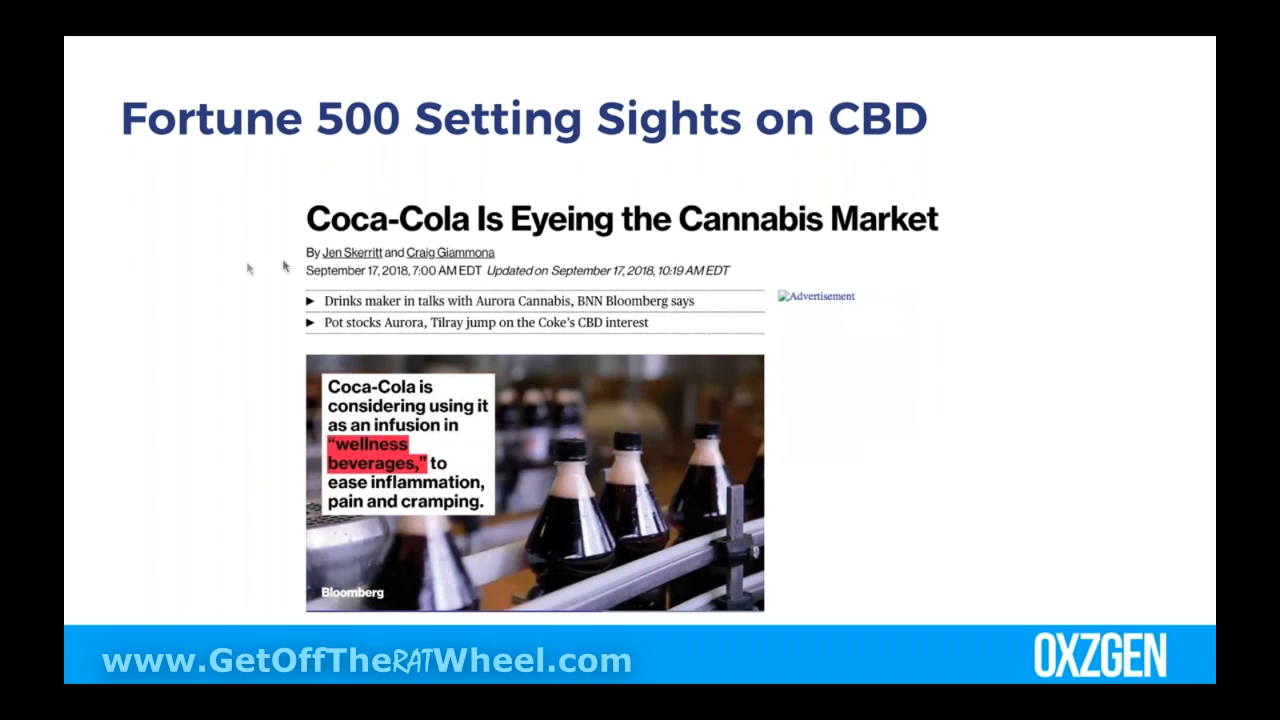 Fortune 500 Setting Sights on CBD
Coca-Cola Is Eyeing the Cannabis Market
By Jen Skerritt and Craig Giammona
September 17, 2018, 7:00 AM EDT Updated on September 17, 2018, 10:19 AM EDT
Drinks maker in talks with Aurora Cannabis, BNN Bloomberg says
Advertisement
Pot stocks Aurora, Tilray jump on the Coke's CBD interest
Coca-Cola is
considering using it
as an infusion in
"wellness
beverages," to
ease inflammation,
pain and cramping.
Bloomberg
www.GetOffTheRATWheel.com
OXZGEN